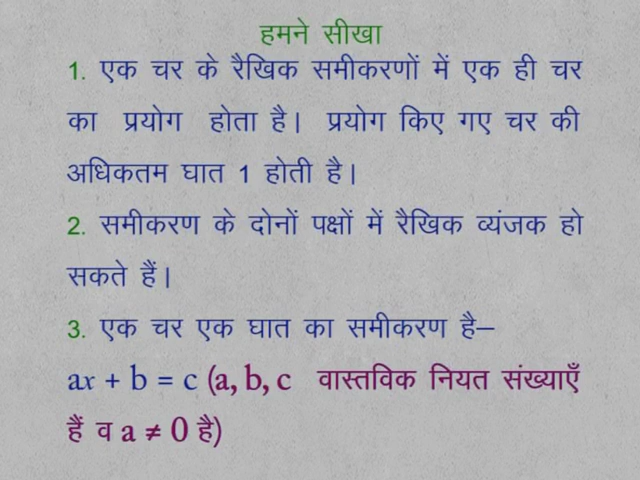 हमने सीखा
1. एक चर के रैखिक समीकरणों में एक ही चर
का प्रयोग होता है। प्रयोग किए गए चर की
अधिकतम घात 1 होती है।
2. समीकरण के दोनों पक्षों में रैखिक व्यंजक हो
सकते हैं।
3. एक चर एक घात का समीकरण है–
ax + b = c (a, b, c वास्तविक नियत संख्याएँ
हैं व a ≠ 0 है)